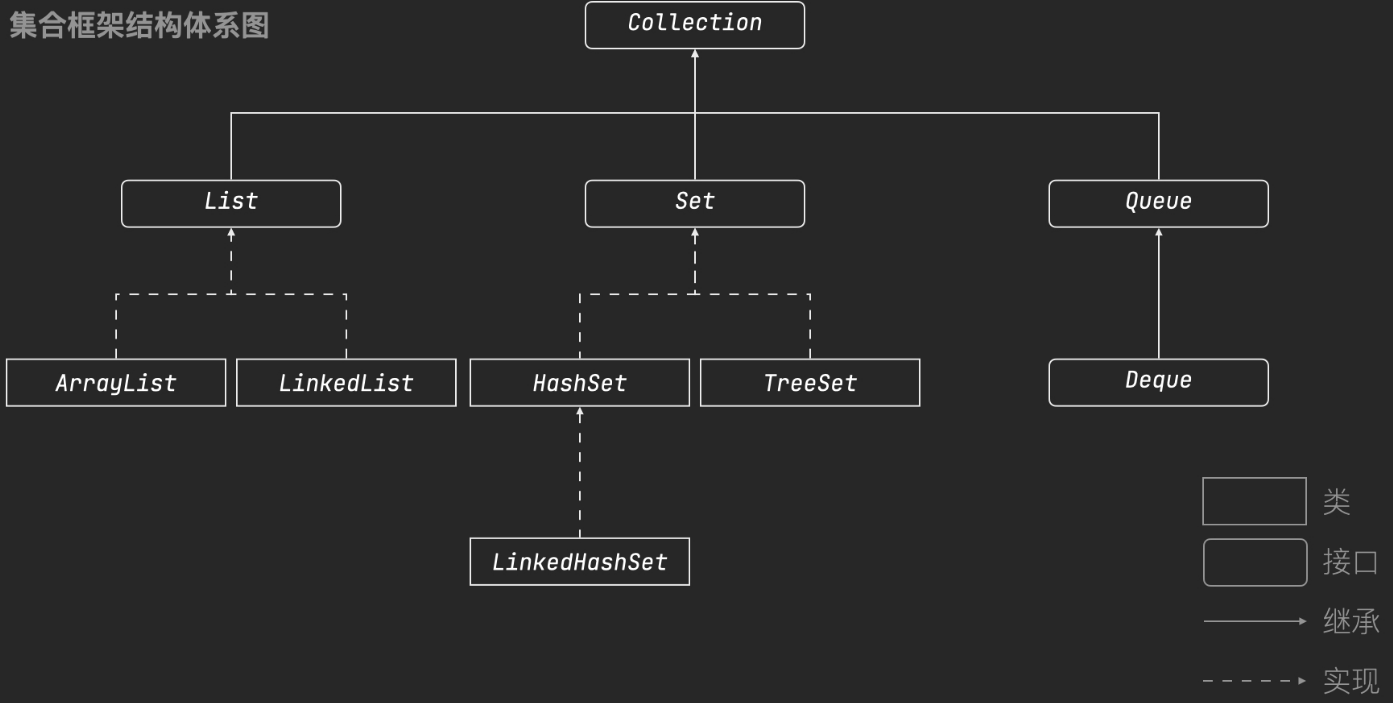 集合框架结构体系图
Collection
List
Set
Queue
ArrayList
LinkedList
HashSet
TreeSet
Deque
LinkedHashSet
类
接口
继承
实现